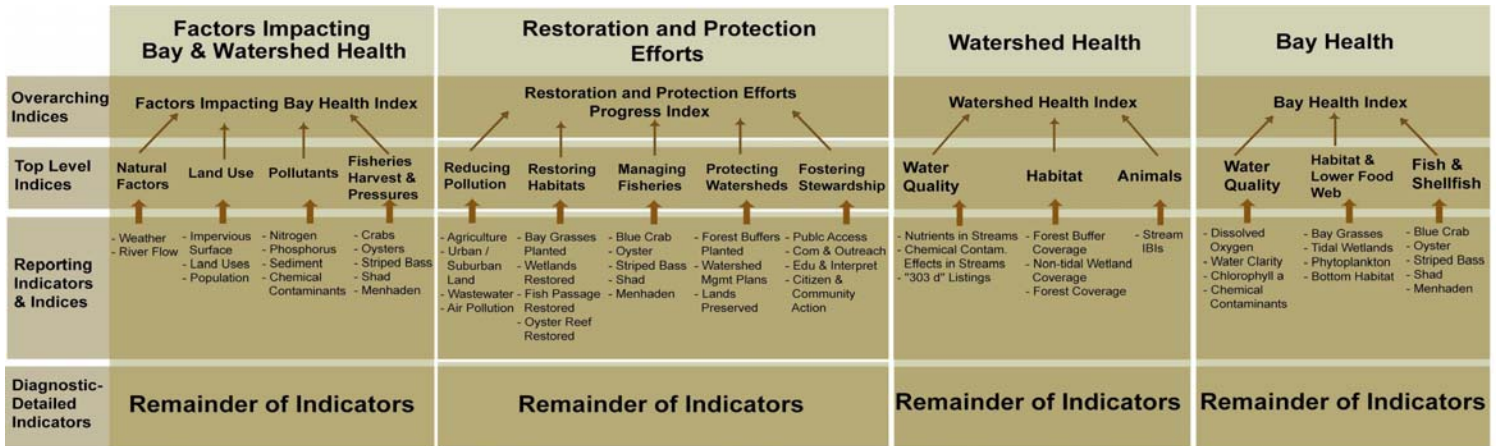 Factors Impacting
Bay & Watershed Health
Restoration and Protection
Efforts
Watershed Health
Bay Health
Overarching
Indices
Factors Impacting Bay Health Index
Restoration and Protection Efforts
Progress Index
Watershed Health Index
Bay Health Index
Top Level
Indices
Natural
Factors
Land Use
Pollutants
Fisheries
Harvest &
Pressures
Reducing
Pollution
Restoring
Habitats
Managing
Fisheries
Protecting
Watersheds
Fostering
Stewardship
Water
Quality
Habitat
Animals
Water
Quality
Habitat &
Lower Food
Web
Fish &
Shellfish
Reporting
Indicators
& Indices
- Weather
- River Flow
- Impervious
Surface
- Land Uses
- Population
- Nitrogen
- Phosphorus
- Sediment
- Chemical
Contaminants
- Crabs
- Oysters
- Striped Bass
- Shad
- Menhaden
- Agriculture
- Urban /
Suburban
Land
- Wastewater
- Air Pollution
- Bay Grasses
Planted
- Wetlands
Restored
- Fish Passage
Restored
- Oyster Reef
Restored
- Blue Crab
- Oyster
- Striped Bass
- Shad
- Menhaden
- Forest Buffers
Planted
- Watershed
Mgmt Plans
- Lands
Preserved
- Publc Access
- Com & Outreach
- Edu & Interpret
- Citizen &
Community
Action
- Nutrients in Streams
- Chemical Contam.
Effects in Streams
- "303 d" Listings
- Forest Buffer
Coverage
- Non-tidal Wetland
Coverage
- Forest Coverage
- Stream
IBIs
- Dissolved
Oxygen
- Water Clarity
- Chlorophyll a
- Chemical
Contaminants
- Bay Grasses
- Tidal Wetlands
- Phytoplankton
- Bottom Habitat
- Blue Crab
- Oyster
- Striped Bass
- Shad
- Menhaden
Diagnostic-
Detailed
Indicators
Remainder of Indicators
Remainder of Indicators
Remainder of Indicators
Remainder of Indicators